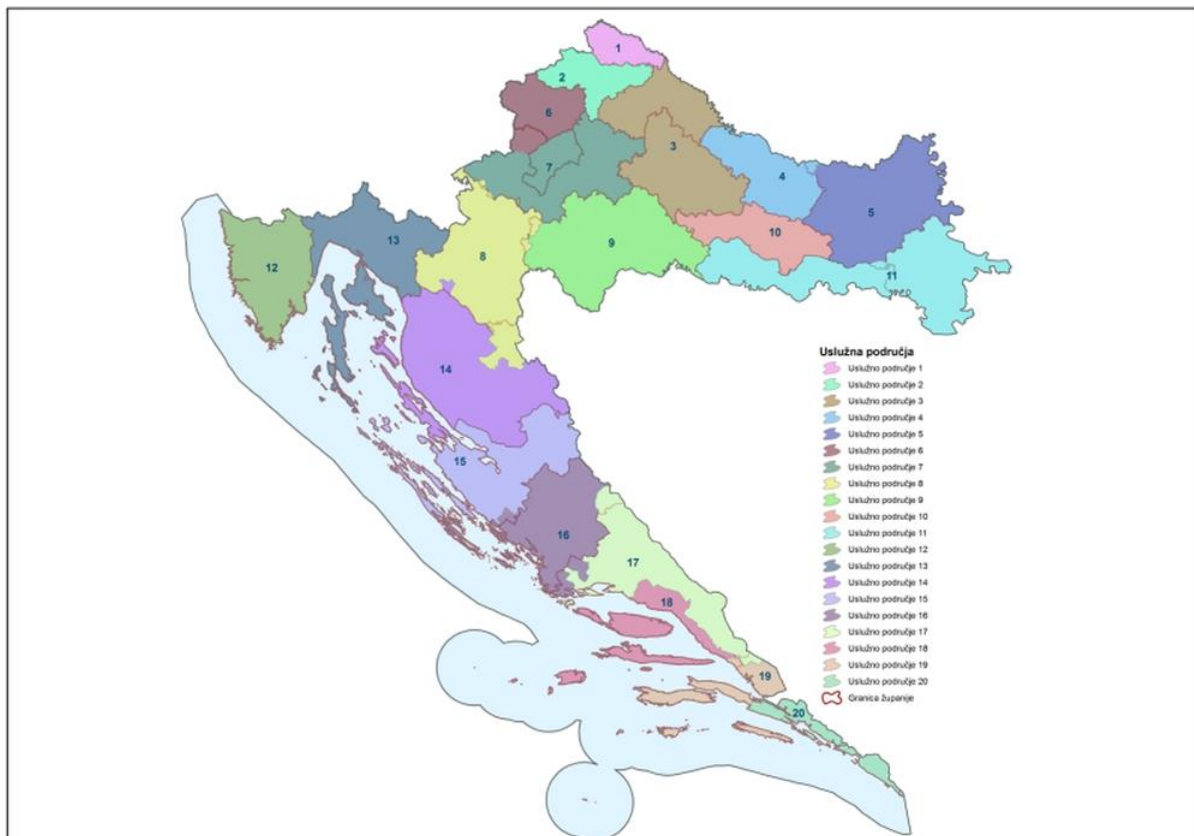 1
2
6
3
7
4
5
10
8
9
13
12
11
14
15
16
17
18
19
20
Uslužna područja
Uslužno područje 1
Uslužno područje 2
Uslužno područje 3
Uslužno područje 4
Uslužno područje 5
Uslužno područje 6
Uslužno područje 7
Uslužno područje 8
Uslužno područje 9
Uslužno područje 10
Uslužno područje 11
Uslužno područje 12
Uslužno područje 13
Uslužno područje 14
Uslužno područje 15
Uslužno područje 16
Uslužno područje 17
Uslužno područje 18
Uslužno područje 19
Uslužno područje 20
Granica županije